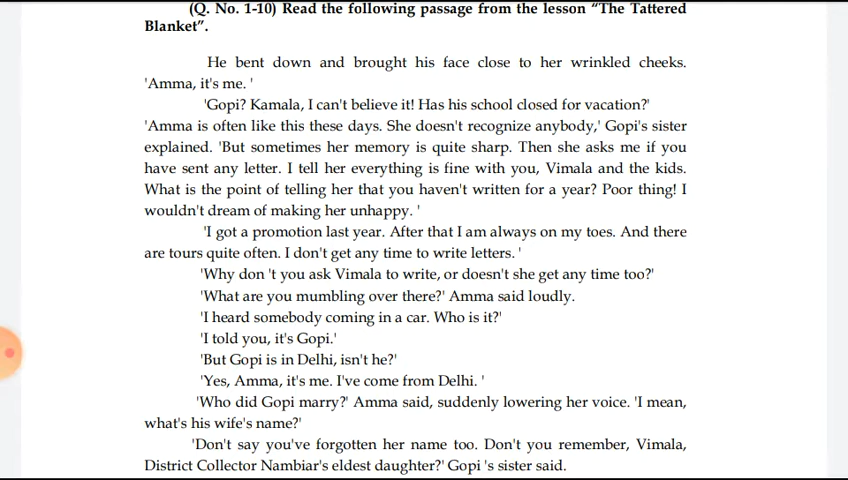 (Q. No. 1-10) Read the following passage from the lesson “The Tattered
Blanket”.
He bent down and brought his face close to her wrinkled cheeks.
'Amma, it's me. '
'Gopi? Kamala, I can't believe it! Has his school closed for vacation?'
'Amma is often like this these days. She doesn't recognize anybody,' Gopi's sister
explained. 'But sometimes her memory is quite sharp. Then she asks me if you
have sent any letter. I tell her everything is fine with you, Vimala and the kids.
What is the point of telling her that you haven't written for a year? Poor thing! I
wouldn't dream of making her unhappy. '
'I got a promotion last year. After that I am always on my toes. And there
are tours quite often. I don't get any time to write letters. '
'Why don 't you ask Vimala to write, or doesn't she get any time too?'
'What are you mumbling over there?' Amma said loudly.
'I heard somebody coming in a car. Who is it?'
'I told you, it's Gopi.'
'But Gopi is in Delhi, isn't he?'
'Yes, Amma, it's me. I've come from Delhi. '
'Who did Gopi marry?' Amma said, suddenly lowering her voice. 'I mean,
what's his wife's name?'
'Don't say you've forgotten her name too. Don't you remember, Vimala,
District Collector Nambiar's eldest daughter?' Gopi 's sister said.